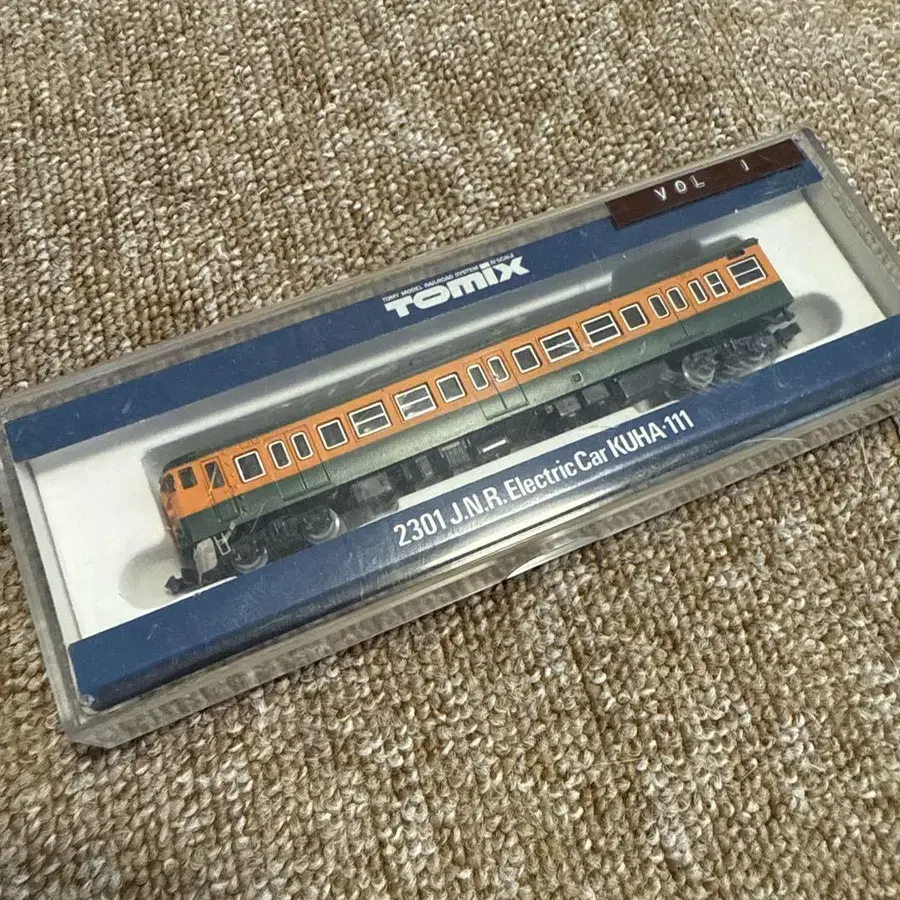 VOL 1
TOMY MODEL RAILROAD SYSTEM N-SCALE
TOMIX
2301 J.N.R. Electric Car KUHA-111